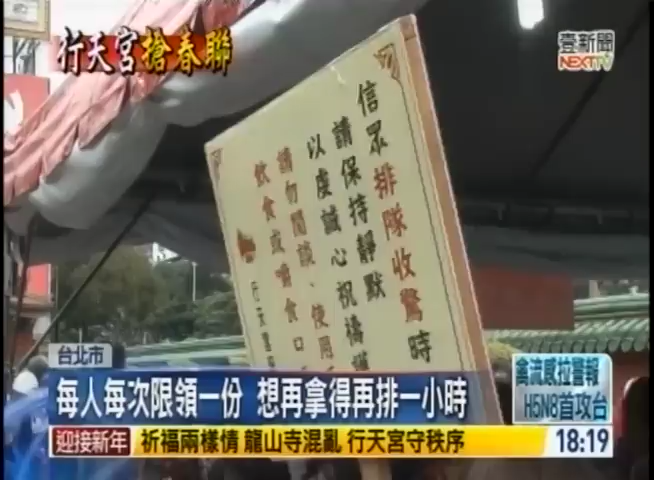 行天宮搶春聯
壹新聞
NEXTTV
信眾排隊收驚時
請保持靜默
以虔誠心祝禱
請勿閒談、使用
飲食或嚼食口
行天宮
台北市
每人每次限領一份 想再拿得再排一小時
禽流感拉警報
H5N8首攻台
迎接新年
祈福兩樣情 龍山寺混亂 行天宮守秩序
18:19